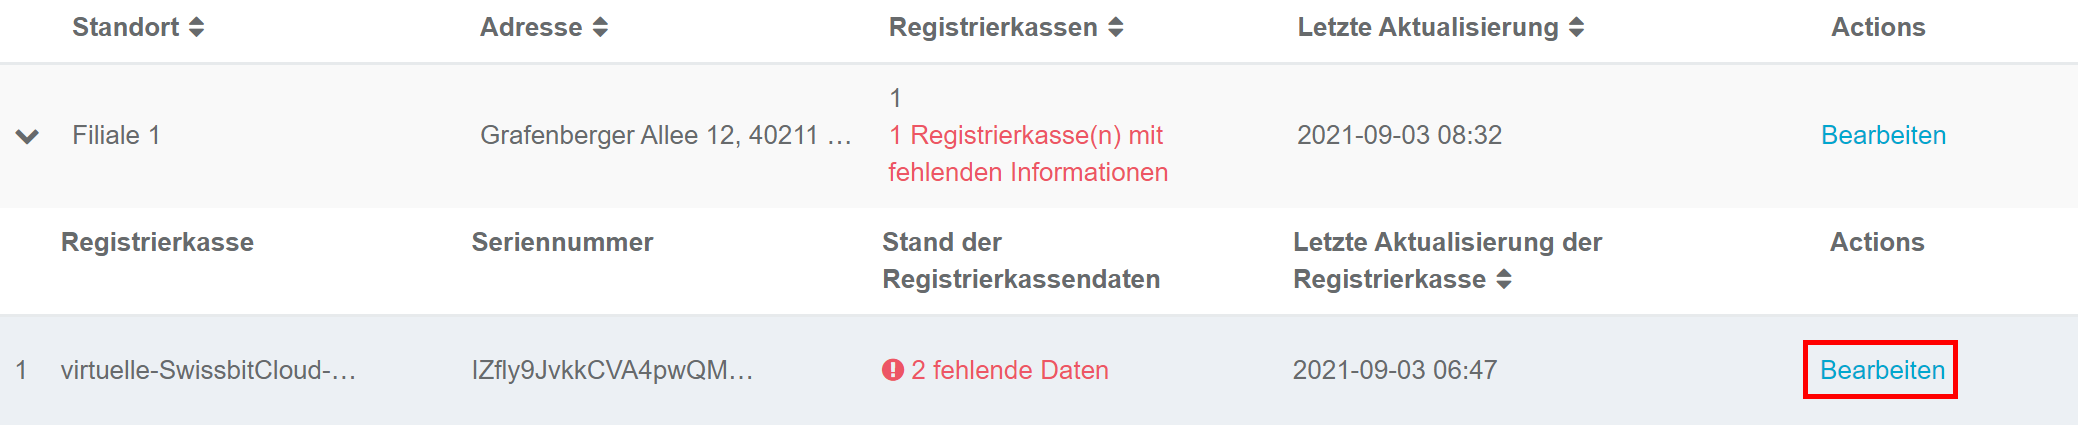 Standort Adresse Registrierkassen Letzte Aktualisierung Actions
1
Filiale 1 Grafenberger Allee 12, 40211 … 1 Registrierkasse(n) mit 2021-09-03 08:32 Bearbeiten
fehlenden Informationen
Registrierkasse Seriennummer Stand der Letzte Aktualisierung der Actions
Registrierkassendaten Registrierkasse
1 virtuelle-SwissbitCloud-… IZfly9JvkkCVA4pwQM… 2 fehlende Daten 2021-09-03 06:47 Bearbeiten